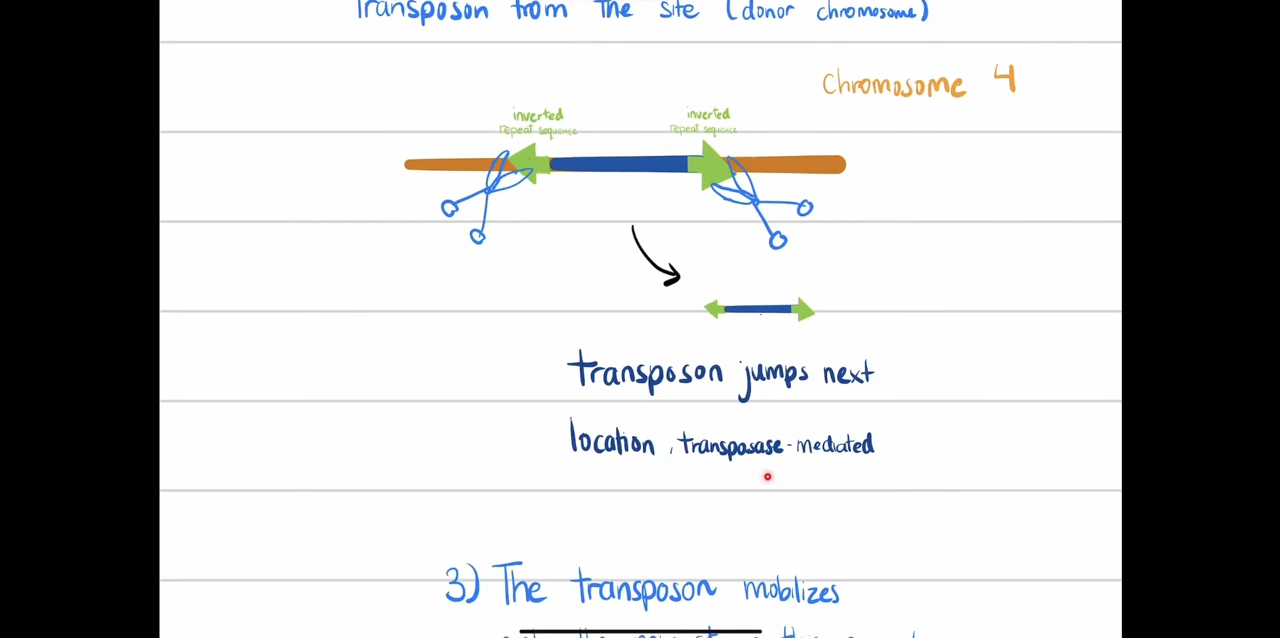 Transposon from the site (donor chromosome)
Chromosome 4
inverted
repeat sequence
inverted
repeat sequence
transposon jumps next
location, transposase-mediated
3) The transposon mobilizes